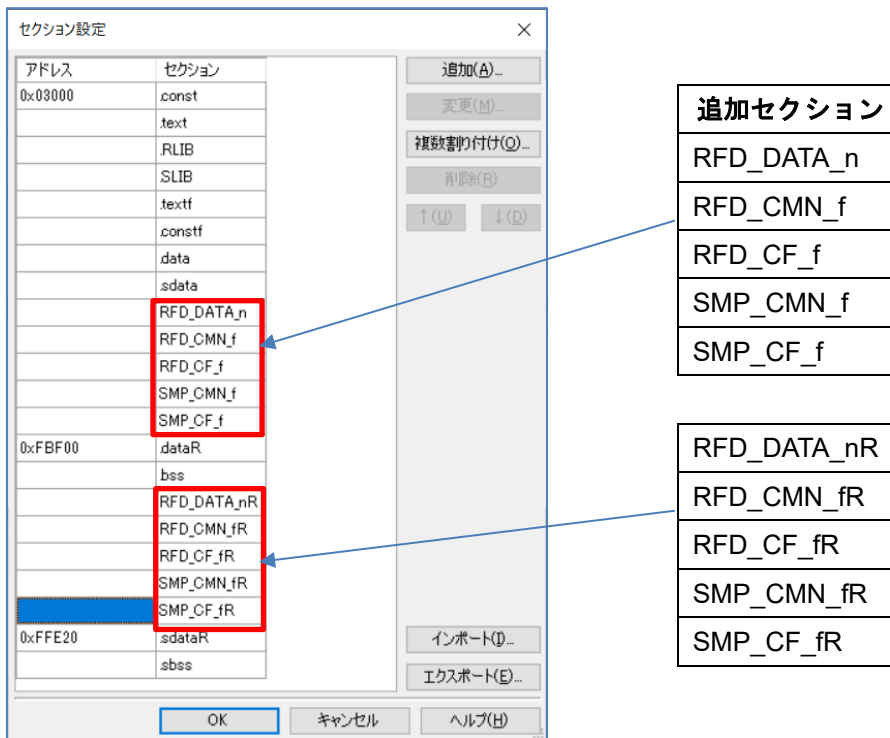 セクション設定
アドレス セクション
0x03000 .const
.text
.RLIB
.SLIB
.textf
.constf
.data
.sdata
RFD_DATA_n
RFD_CMN_f
RFD_CF_f
SMP_CMN_f
SMP_CF_f
0xFBF00 .dataR
.bss
RFD_DATA_nR
RFD_CMN_fR
RFD_CF_fR
SMP_CMN_fR
SMP_CF_fR
0xFFE20 .sdataR
.sbss
追加(A)...
変更(M)...
複数割り付け(O)...
削除(R)
↑(U) ↓(D)
インポート(I)...
エクスポート(E)...
OK キャンセル ヘルプ(H)
追加セクション
RFD_DATA_n
RFD_CMN_f
RFD_CF_f
SMP_CMN_f
SMP_CF_f
RFD_DATA_nR
RFD_CMN_fR
RFD_CF_fR
SMP_CMN_fR
SMP_CF_fR